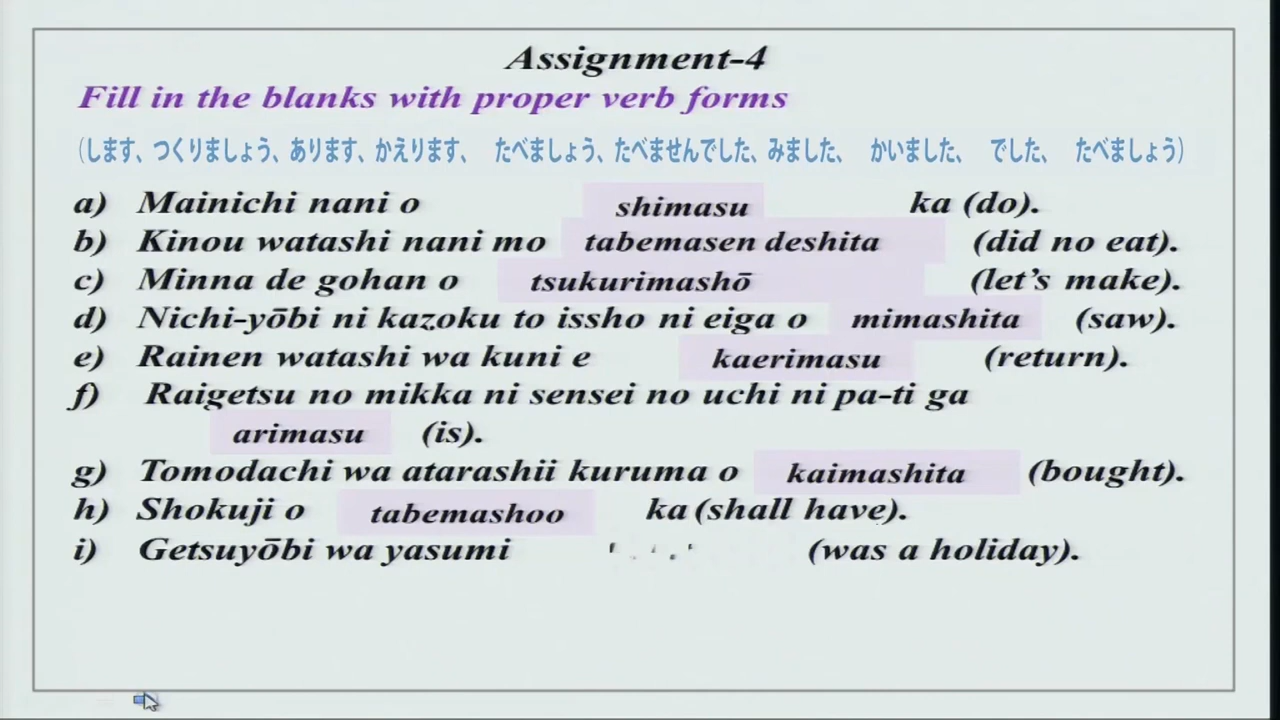 Assignment-4
Fill in the blanks with proper verb forms
(します、つくりましょう、あります、かえります、 たべましょう、たべませんでした、みました、 かいました、 でした、 たべましょう)
a) Mainichi nani o shimasu ka (do).
b) Kinou watashi nani mo tabemasen deshita (did no eat).
c) Minna de gohan o tsukurimashō (let's make).
d) Nichi-yōbi ni kazoku to issho ni eiga o mimashita (saw).
e) Rainen watashi wa kuni e kaerimasu (return).
f) Raigetsu no mikka ni sensei no uchi ni pa-ti ga
arimasu (is).
g) Tomodachi wa atarashii kuruma o kaimashita (bought).
h) Shokuji o tabemashoo ka (shall have).
i) Getsuyōbi wa yasumi (was a holiday).